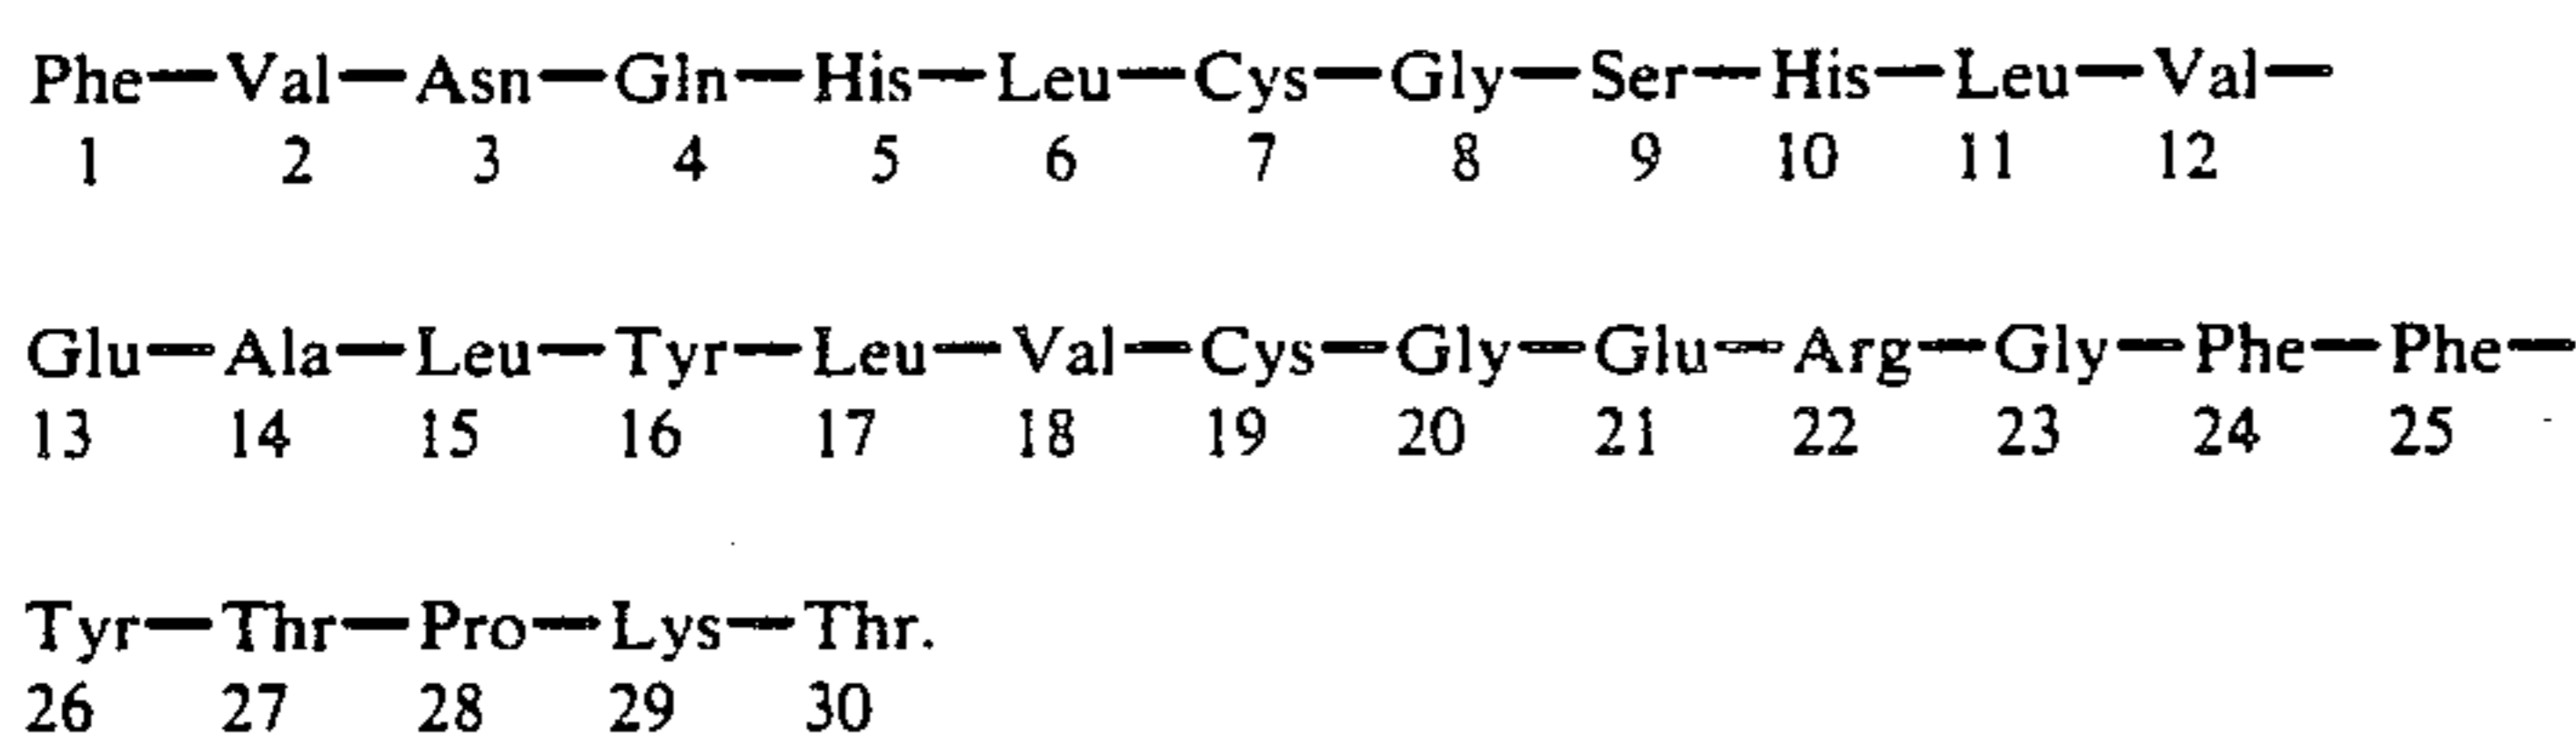 Phe—Val—Asn—Gln—His—Leu—Cys—Gly—Ser—His—Leu—Val—
1 2 3 4 5 6 7 8 9 10 11 12
Glu—Ala—Leu—Tyr—Leu—Val—Cys—Gly—Glu—Arg—Gly—Phe—Phe—
13 14 15 16 17 18 19 20 21 22 23 24 25
Tyr—Thr—Pro—Lys—Thr.
26 27 28 29 30